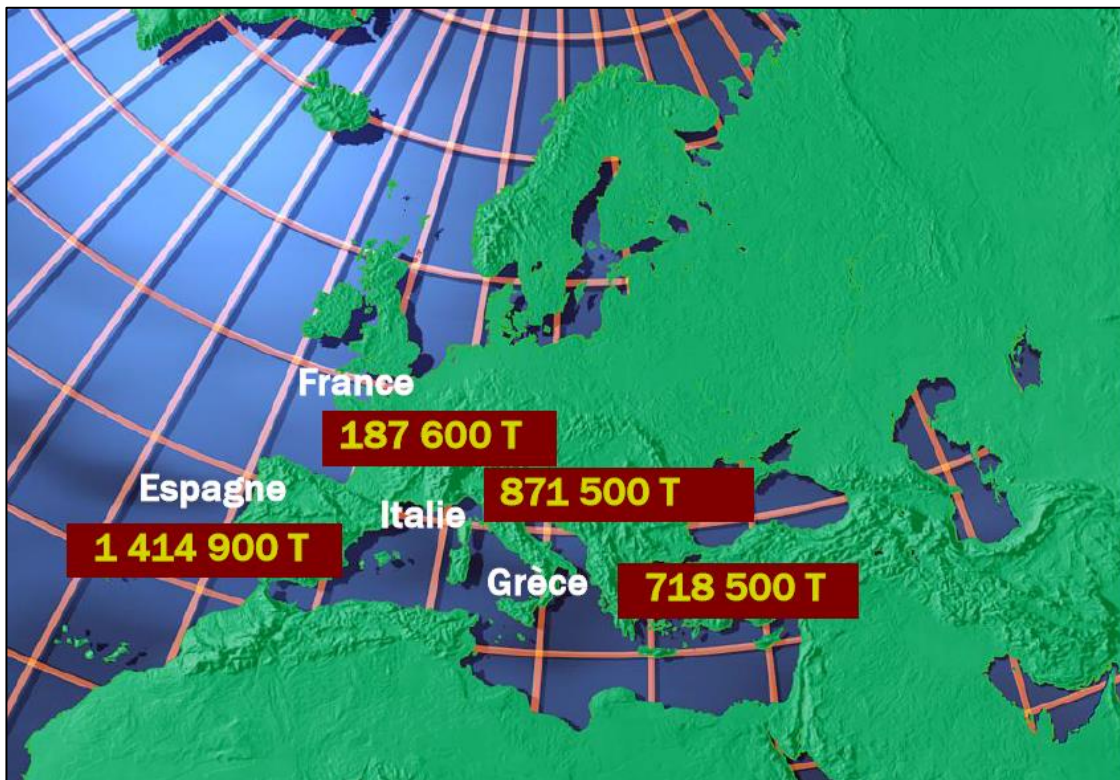 France
187 600 T
Espagne
871 500 T
Italie
1 414 900 T
Grèce
718 500 T